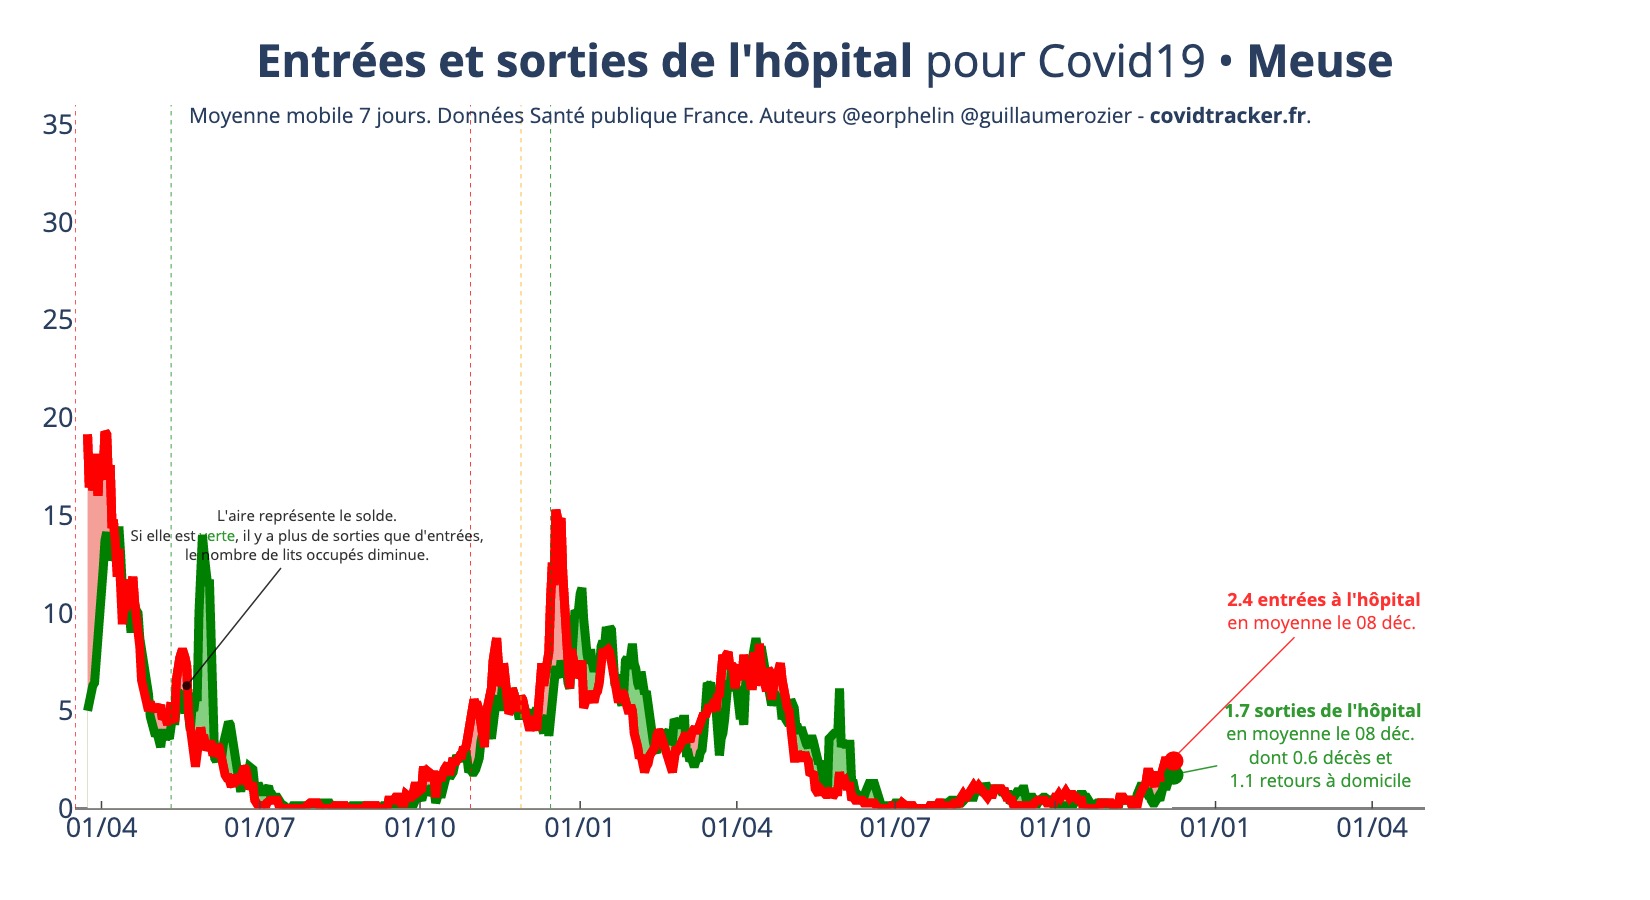 Entrées et sorties de l'hôpital pour Covid19 • Meuse
Moyenne mobile 7 jours. Données Santé publique France. Auteurs @eorphelin @guillaumerozier - covidtracker.fr.
35
30
25
20
15
10
5
0
L'aire représente le solde.
Si elle est verte, il y a plus de sorties que d'entrées,
le nombre de lits occupés diminue.
2.4 entrées à l'hôpital
en moyenne le 08 déc.
1.7 sorties de l'hôpital
en moyenne le 08 déc.
dont 0.6 décès et
1.1 retours à domicile
01/04 01/07 01/10 01/01 01/04 01/07 01/10 01/01 01/04